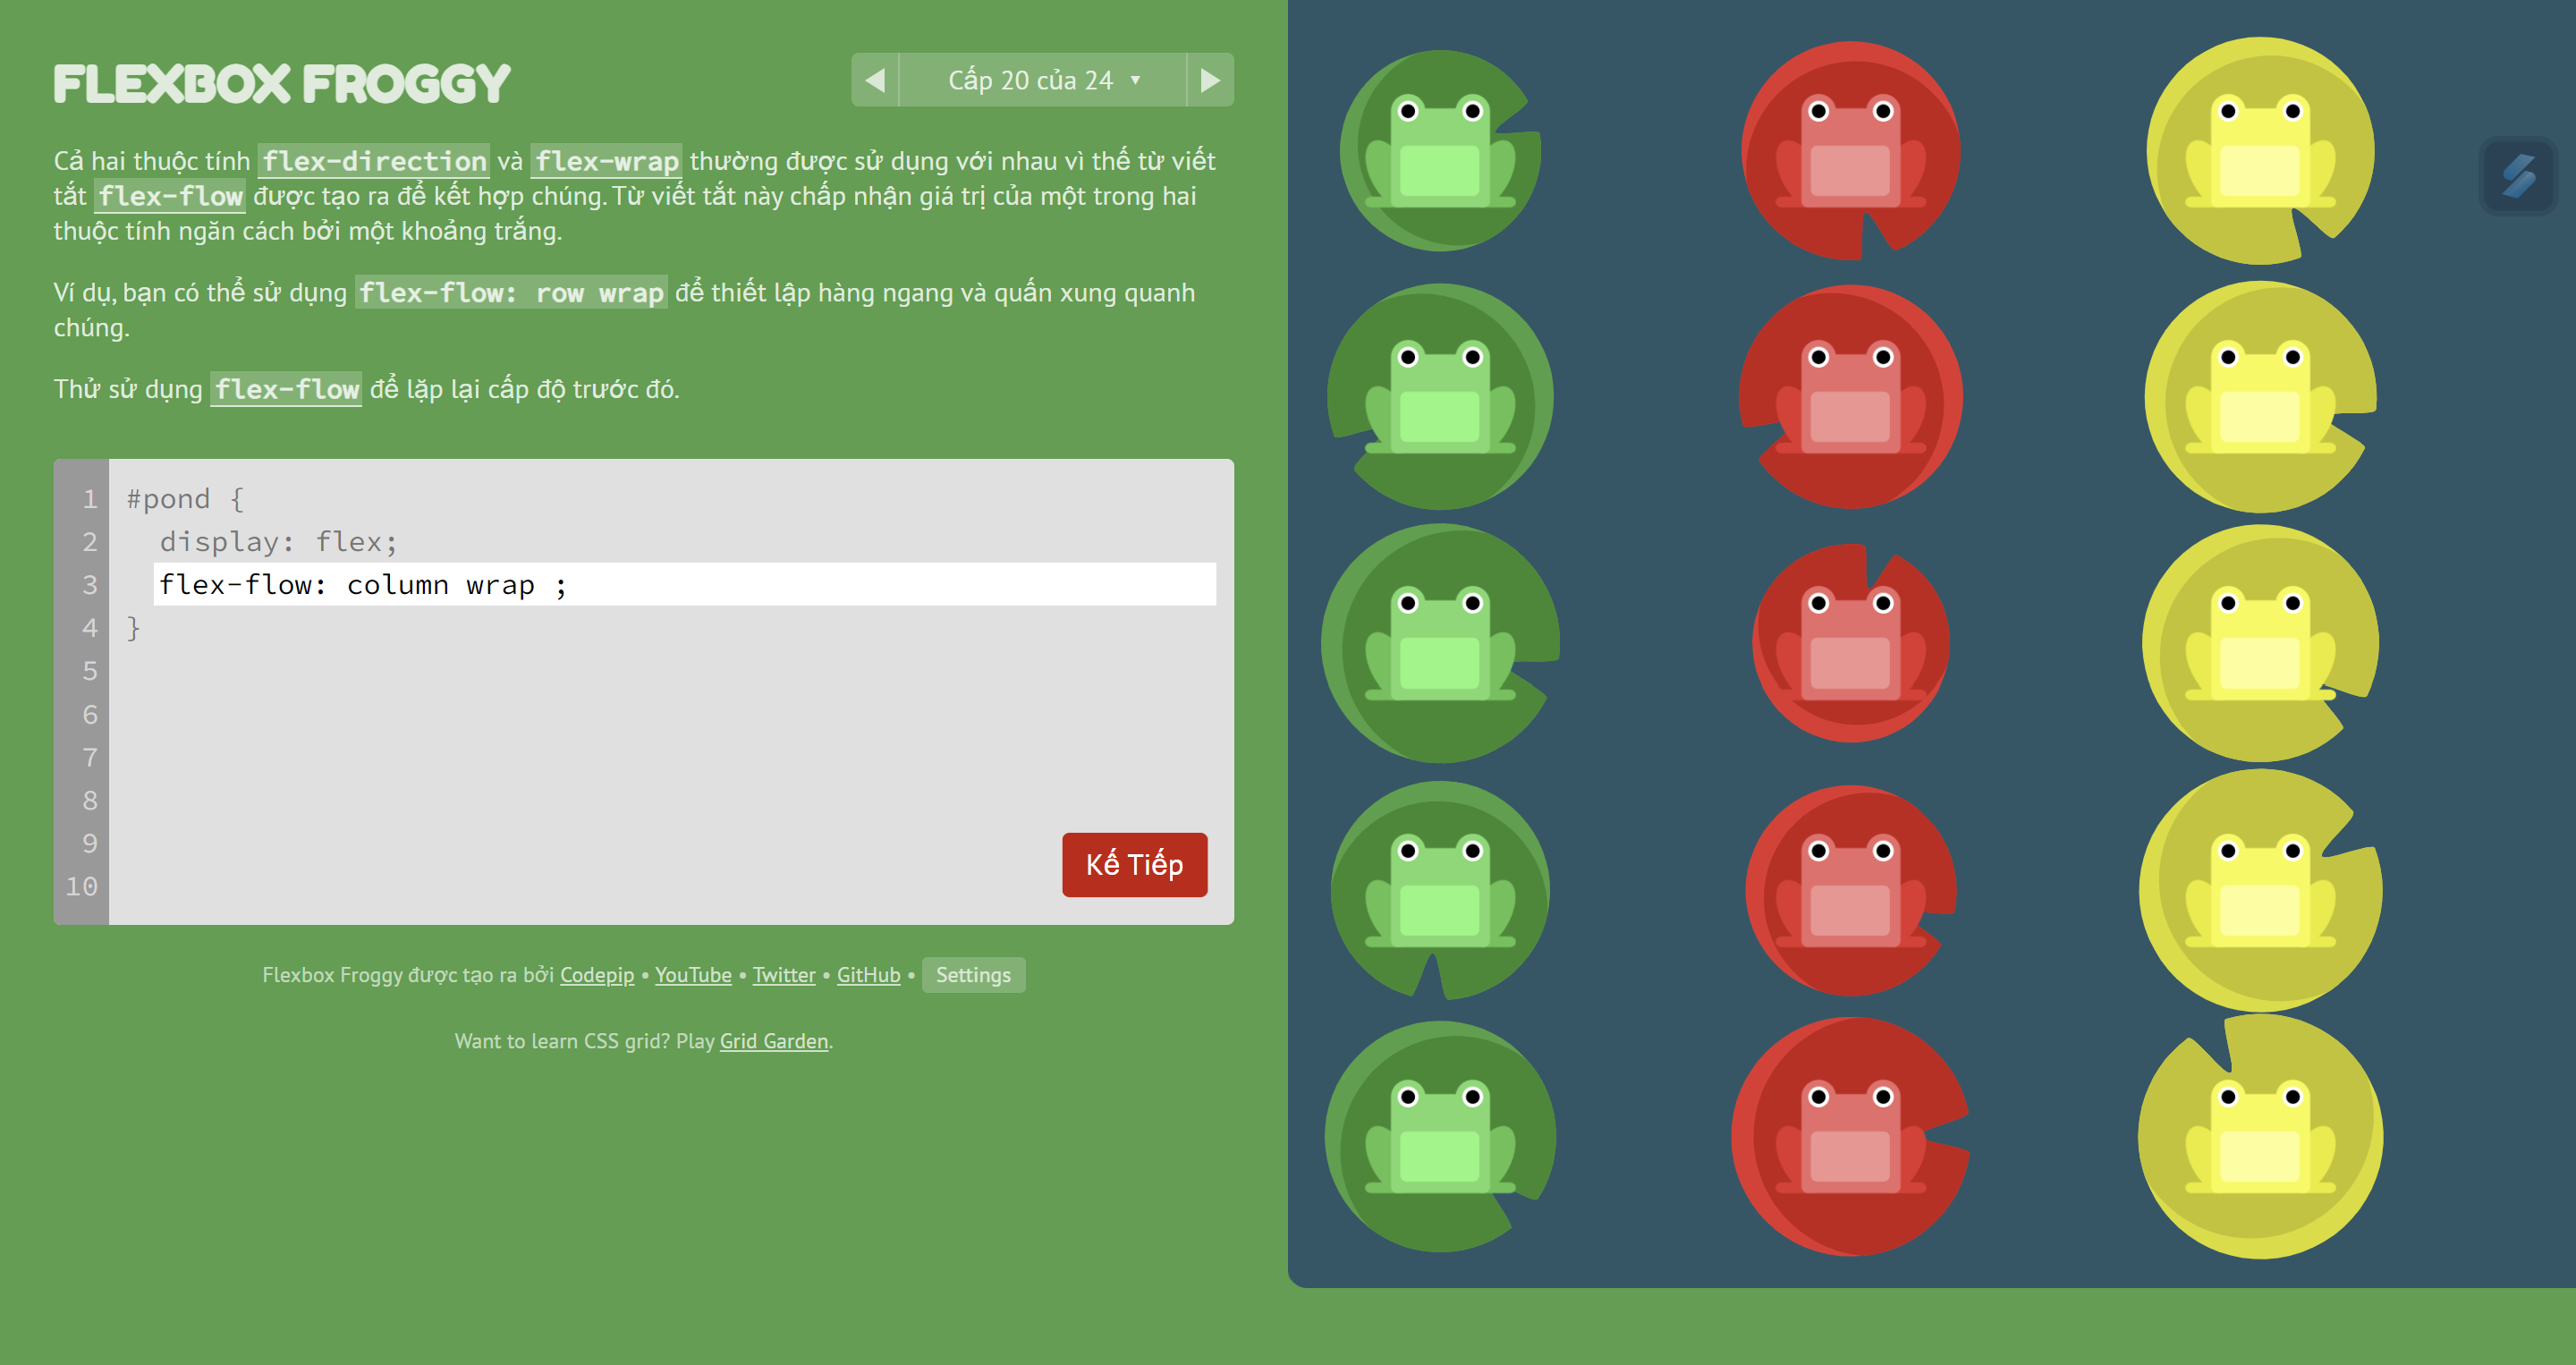 FLEXBOX FROGGY
Cấp 20 của 24 ▼
Cả hai thuộc tính flex-direction và flex-wrap thường được sử dụng với nhau vì thế từ viết
tắt flex-flow được tạo ra để kết hợp chúng. Từ viết tắt này chấp nhận giá trị của một trong hai
thuộc tính ngăn cách bởi một khoảng trắng.
Ví dụ, bạn có thể sử dụng flex-flow: row wrap để thiết lập hàng ngang và quấn xung quanh
chúng.
Thử sử dụng flex-flow để lặp lại cấp độ trước đó.
1 #pond {
2 display: flex;
3 flex-flow: column wrap ;
4 }
5
6
7
8
9
10
Kế Tiếp
Flexbox Froggy được tạo ra bởi Codepip • YouTube • Twitter • GitHub • Settings
Want to learn CSS grid? Play Grid Garden.